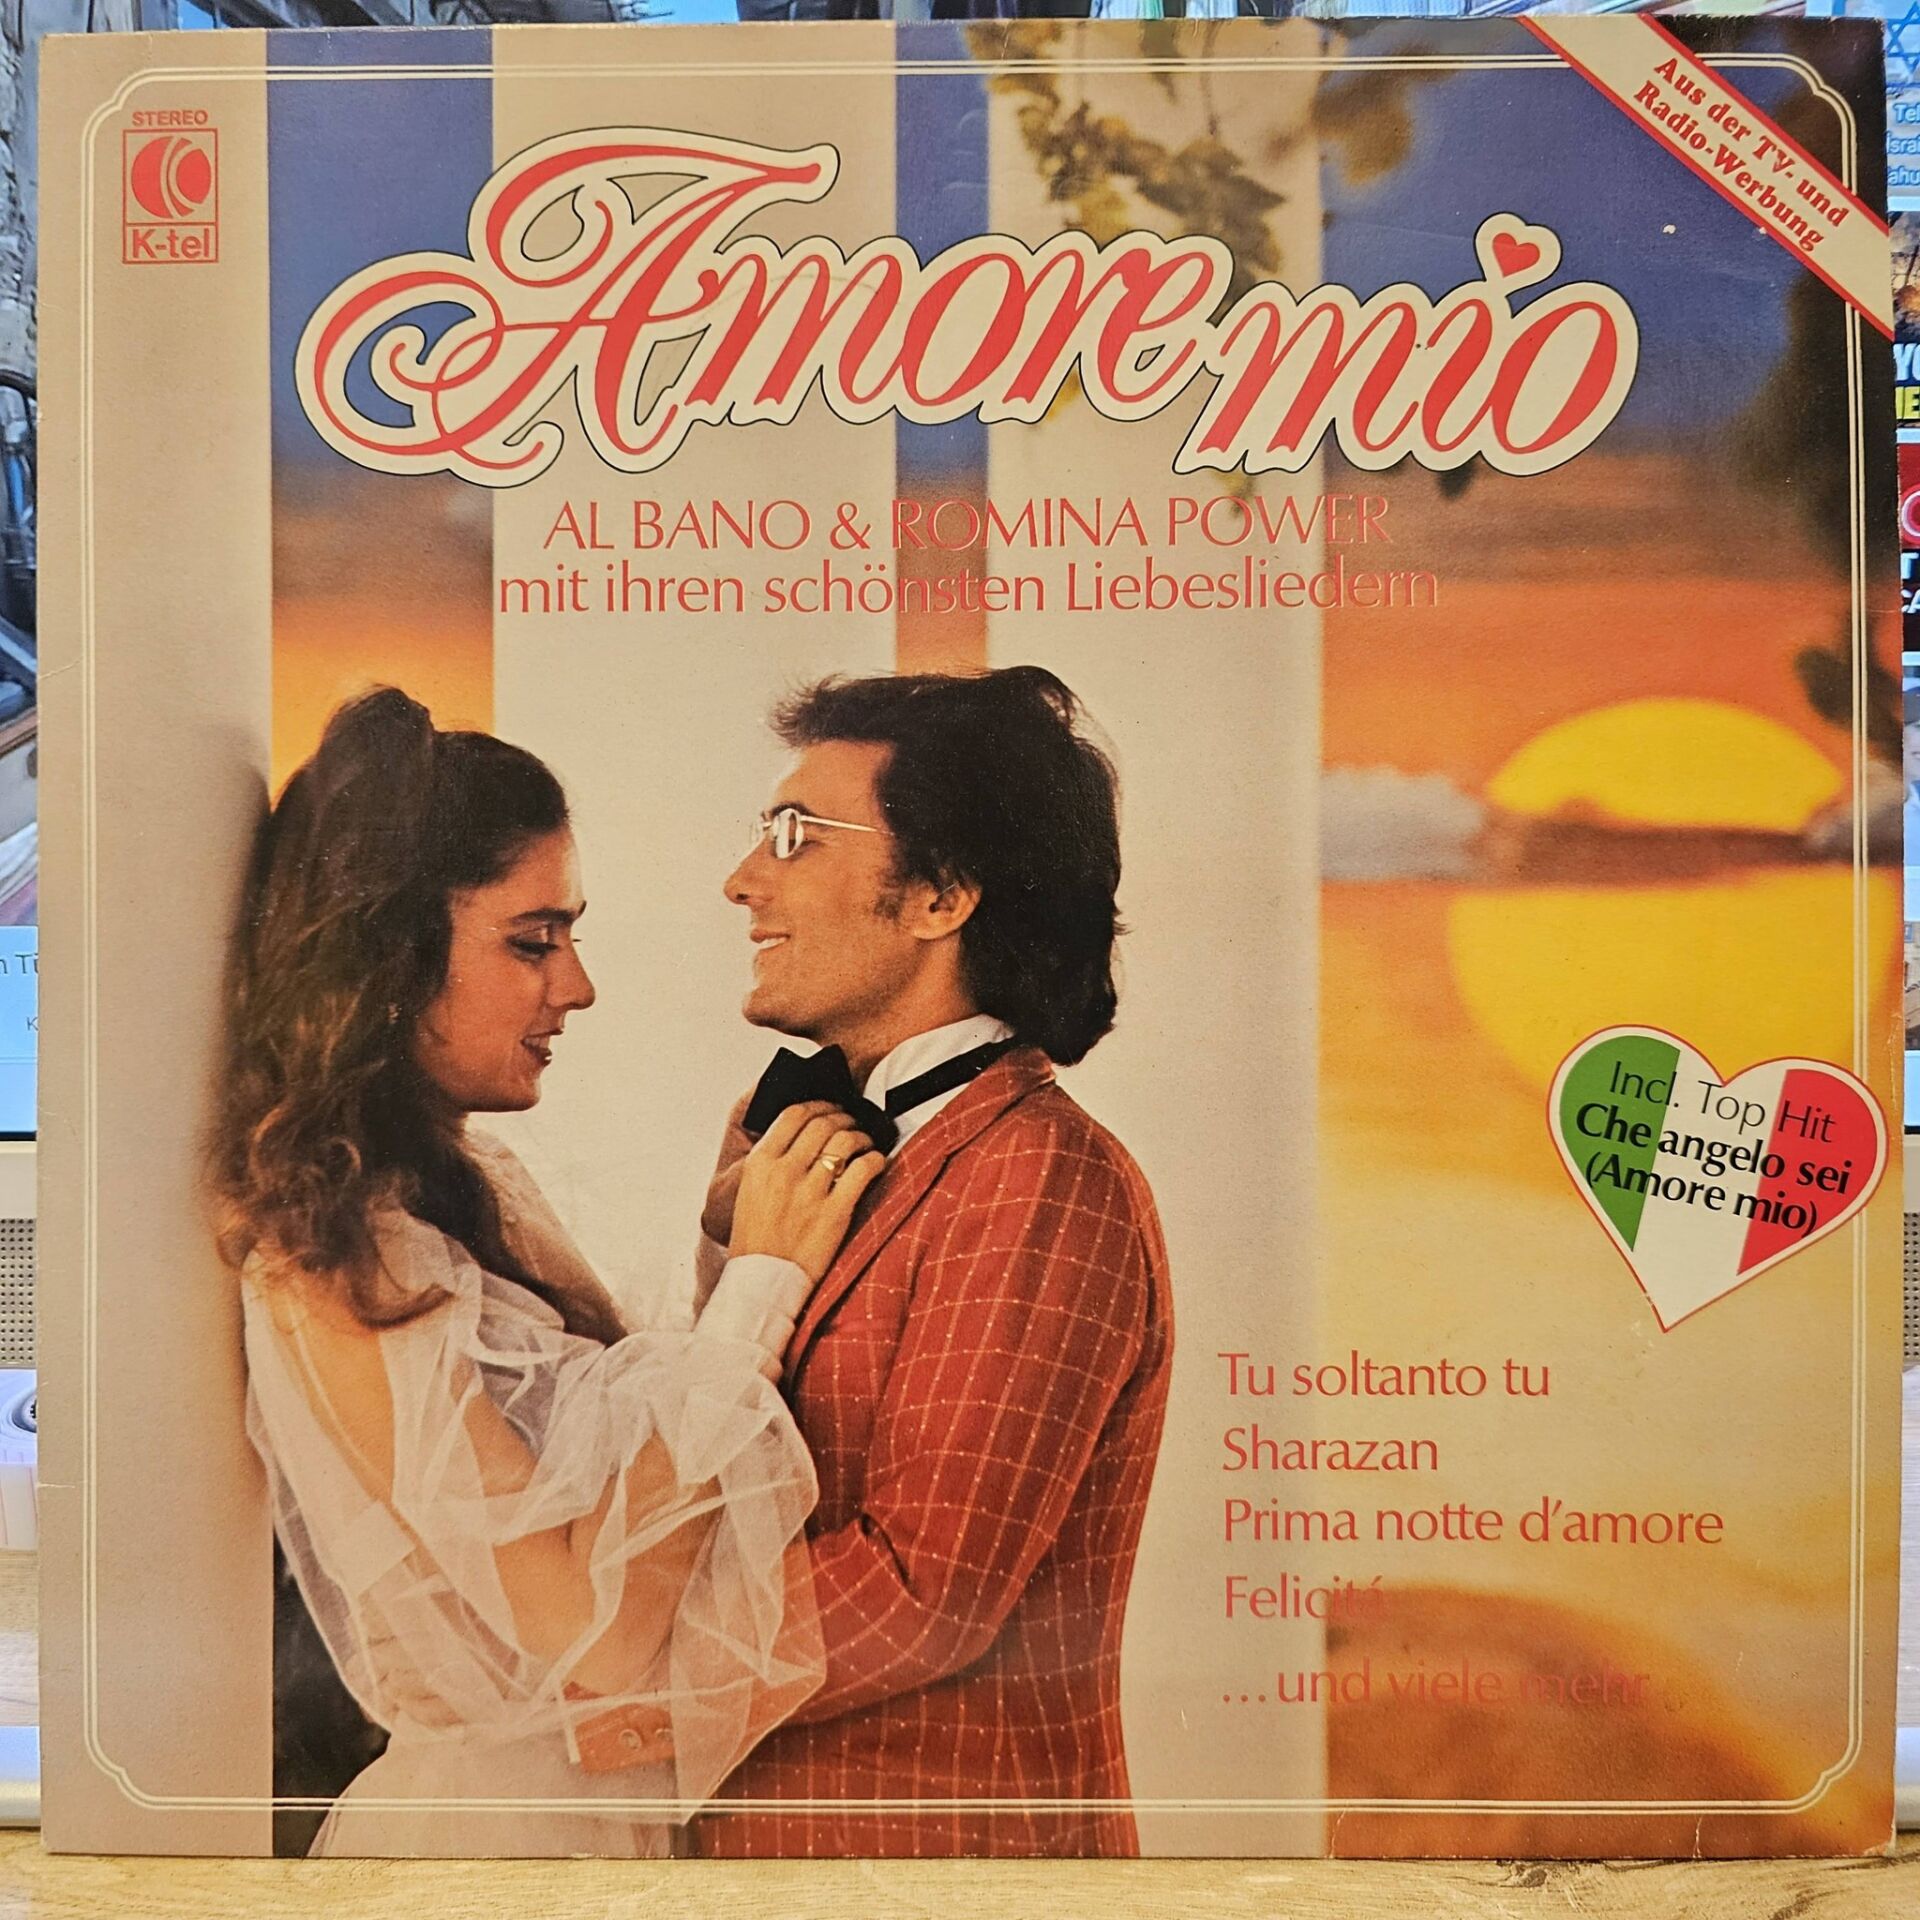 STEREO
K-tel
Aus der TV- und
Radio-Werbung
Amore mio
AL BANO & ROMINA POWER
mit ihren schönsten Liebesliedern
Incl. Top Hit
Che angelo sei
(Amore mio)
Tu soltanto tu
Sharazan
Prima notte d'amore
Felicitá
...und viele mehr